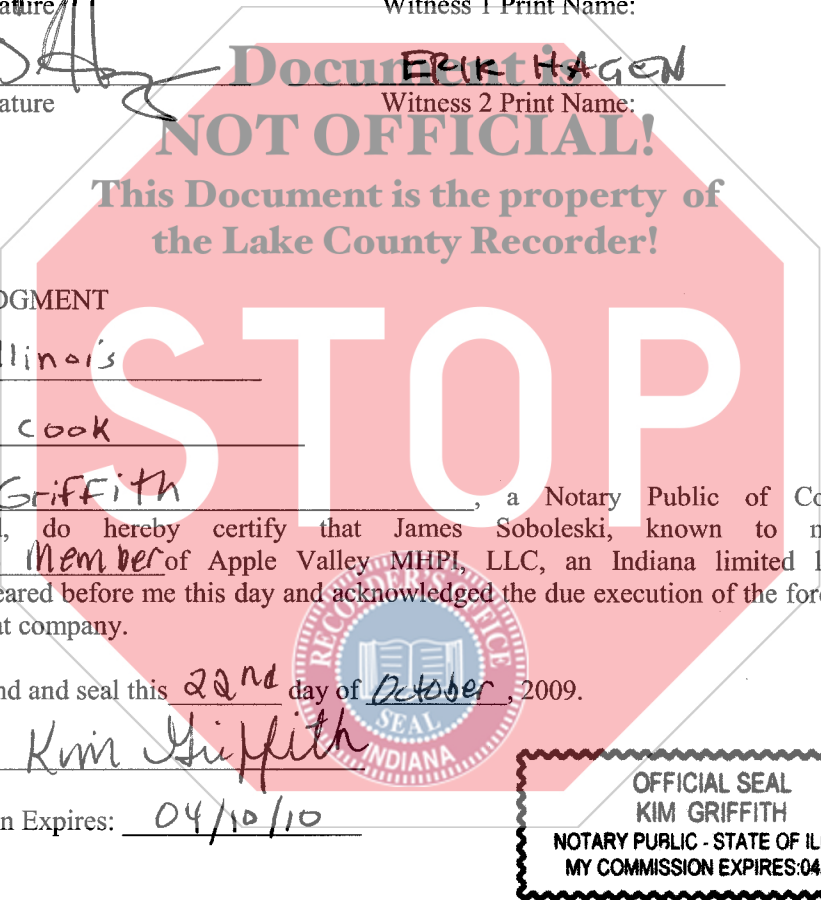 ature Witness 1 Print Name:
ERIK HAGEN
ature Witness 2 Print Name:
Document is
NOT OFFICIAL!
This Document is the property of
the Lake County Recorder!
DGMENT
llinois
STOP
Cook
Griffith, a Notary Public of Co
, do hereby certify that James Soboleski, known to m
Member of Apple Valley MHPI, LLC, an Indiana limited l
eared before me this day and acknowledged the due execution of the for
at company.
RECORDER'S OFFICE
SEAL
INDIANA
nd and seal this 22nd day of October, 2009.
Kim Griffith
n Expires: 04/10/10
OFFICIAL SEAL
KIM GRIFFITH
NOTARY PUBLIC - STATE OF IL
MY COMMISSION EXPIRES:04